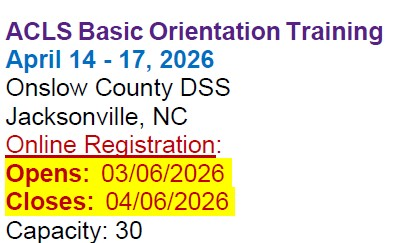 ACLS Basic Orientation Training
April 14 - 17, 2026
Onslow County DSS
Jacksonville, NC
Online Registration:
Opens: 03/06/2026
Closes: 04/06/2026
Capacity: 30